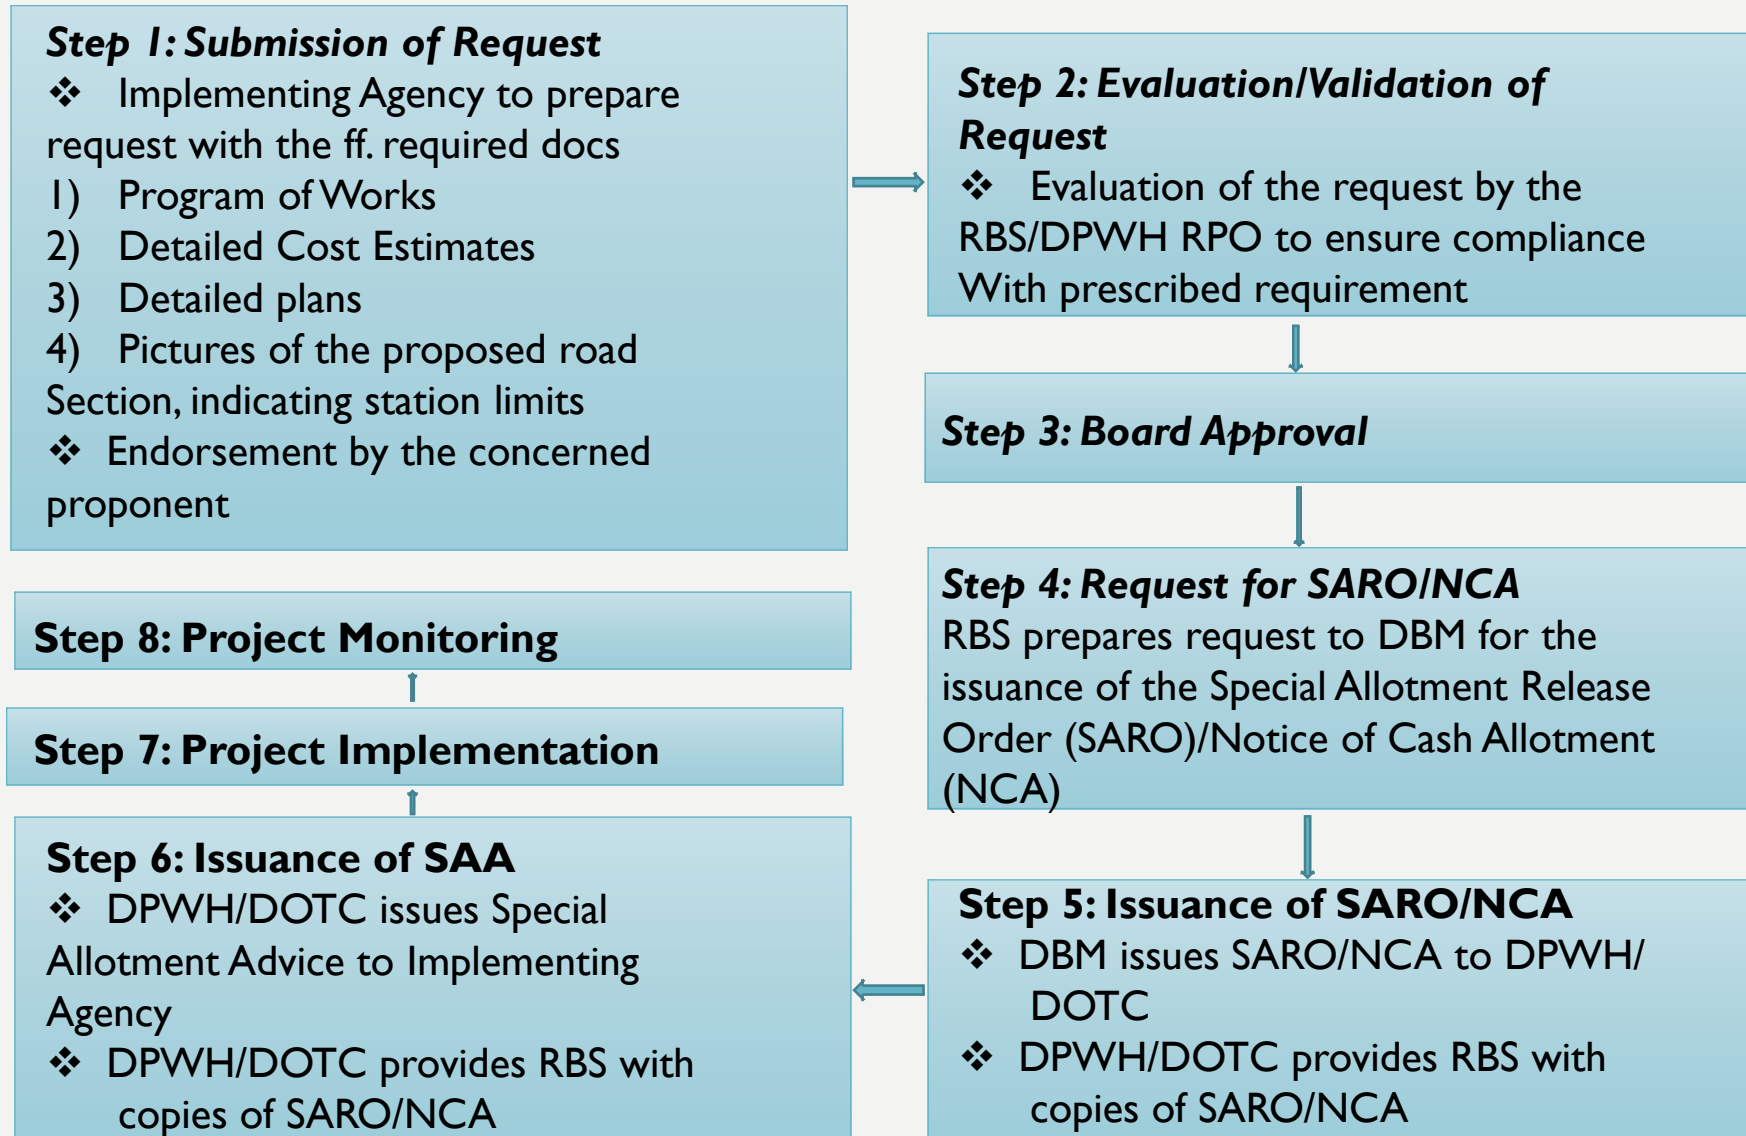 Step 1: Submission of Request
❖ Implementing Agency to prepare
request with the ff. required docs
1) Program of Works
2) Detailed Cost Estimates
3) Detailed plans
4) Pictures of the proposed road
Section, indicating station limits
❖ Endorsement by the concerned
proponent
Step 2: Evaluation/Validation of
Request
❖ Evaluation of the request by the
RBS/DPWH RPO to ensure compliance
With prescribed requirement
Step 3: Board Approval
Step 4: Request for SARO/NCA
RBS prepares request to DBM for the
issuance of the Special Allotment Release
Order (SARO)/Notice of Cash Allotment
(NCA)
Step 5: Issuance of SARO/NCA
❖ DBM issues SARO/NCA to DPWH/
DOTC
❖ DPWH/DOTC provides RBS with
copies of SARO/NCA
Step 6: Issuance of SAA
❖ DPWH/DOTC issues Special
Allotment Advice to Implementing
Agency
❖ DPWH/DOTC provides RBS with
copies of SARO/NCA
Step 7: Project Implementation
Step 8: Project Monitoring